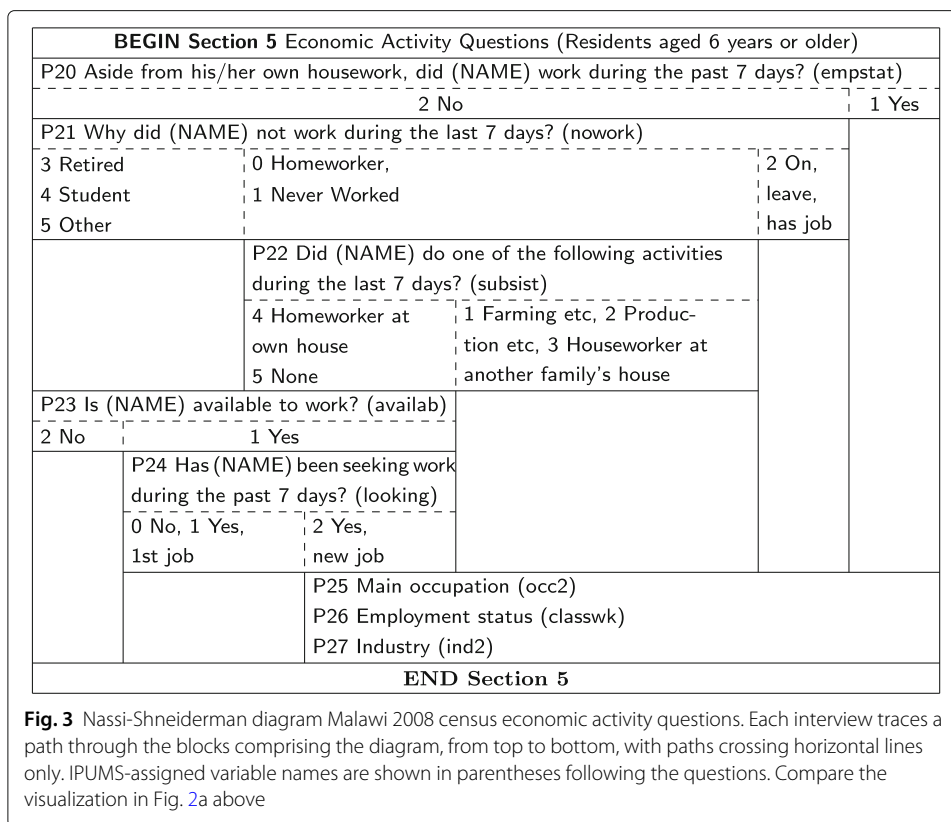 BEGIN Section 5 Economic Activity Questions (Residents aged 6 years or older)
P20 Aside from his/her own housework, did (NAME) work during the past 7 days? (empstat)
2 No
1 Yes
P21 Why did (NAME) not work during the last 7 days? (nowork)
3 Retired
4 Student
5 Other
0 Homeworker,
1 Never Worked
2 On,
leave,
has job
P22 Did (NAME) do one of the following activities
during the last 7 days? (subsist)
4 Homeworker at
own house
5 None
1 Farming etc, 2 Produc-
tion etc, 3 Houseworker at
another family's house
P23 Is (NAME) available to work? (availab)
2 No
1 Yes
P24 Has (NAME) been seeking work
during the past 7 days? (looking)
0 No, 1 Yes,
1st job
2 Yes,
new job
P25 Main occupation (occ2)
P26 Employment status (classwk)
P27 Industry (ind2)
END Section 5
Fig. 3 Nassi-Shneiderman diagram Malawi 2008 census economic activity questions. Each interview traces a
path through the blocks comprising the diagram, from top to bottom, with paths crossing horizontal lines
only. IPUMS-assigned variable names are shown in parentheses following the questions. Compare the
visualization in Fig. 2a above